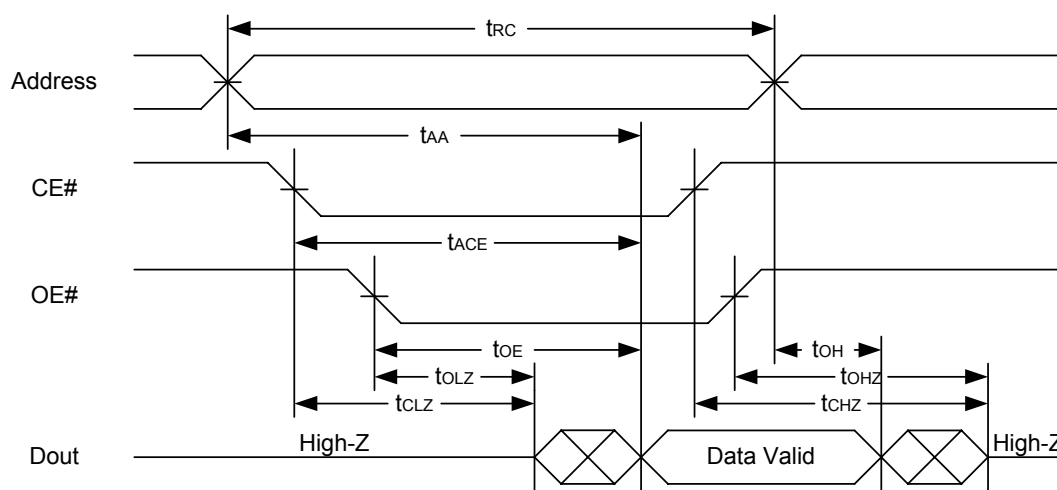 tRC
Address
tAA
CE#
tACE
OE#
tOE
tOH
tOLZ
tOHZ
tCLZ
tCHZ
High-Z
High-Z
Dout
Data Valid